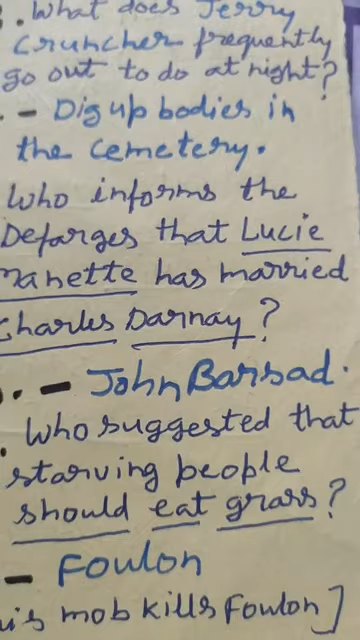 . What does Jerry
Cruncher frequently
go out to do at night?
. – Dig up bodies in
the cemetery.
Who informs the
Defarges that Lucie
Manette has married
Charles Darnay?
. – John Barsad.
. Who suggested that
starving people
should eat grass?
– Foulon
mob kills Foulon]